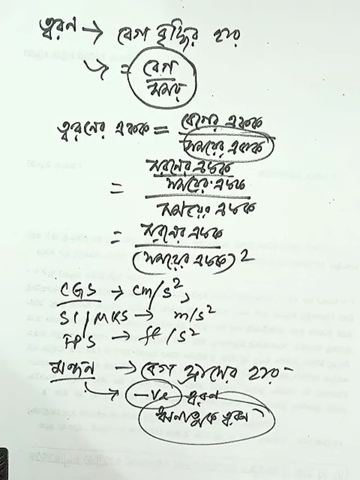 ত্বরণ → বেগ বৃদ্ধির হার
↳ = বেগ / সময়
ত্বরণের একক = বেগের একক / সময়ের একক
= সরণের একক / সময়ের একক / সময়ের একক
= সরণের একক / (সময়ের একক)²
CGS → cm/s²,
SI/MKS → m/s²
FPS → ft/s²
মন্দন → বেগ হ্রাসের হার
↳ -ve ত্বরণ
ঋণাত্মক ত্বরণ